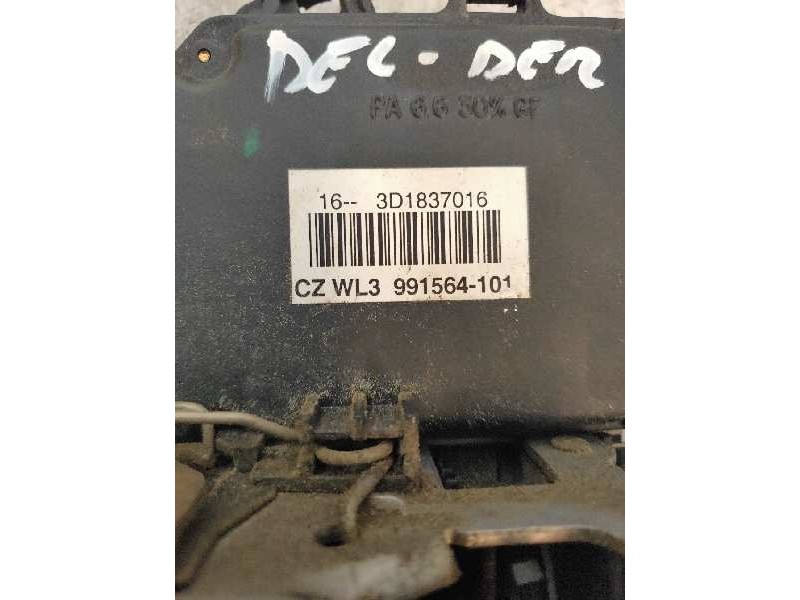 DEL - DER
PA 6.6 30% GF
16-- 3D1837016
CZ WL3 991564-101